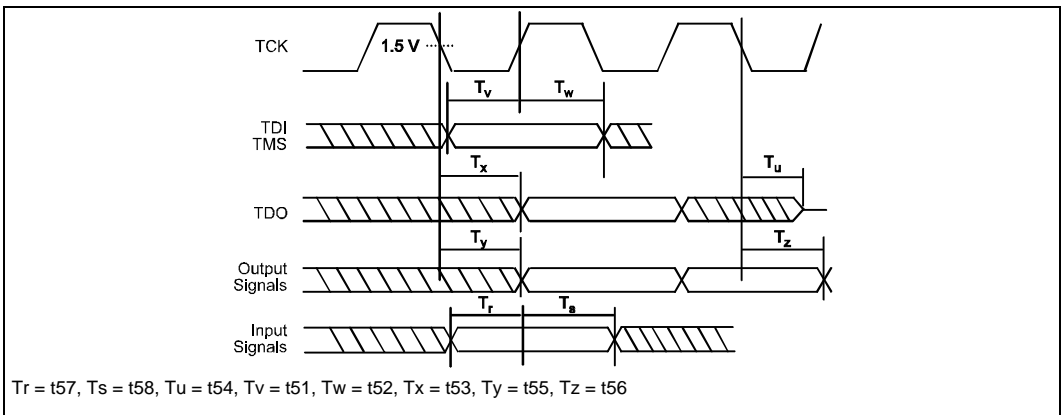 TCK
1.5 V
Tv Tw
TDI
TMS
Tx
Tu
TDO
Ty
Tz
Output
Signals
Tr Ts
Input
Signals
Tr = t57, Ts = t58, Tu = t54, Tv = t51, Tw = t52, Tx = t53, Ty = t55, Tz = t56